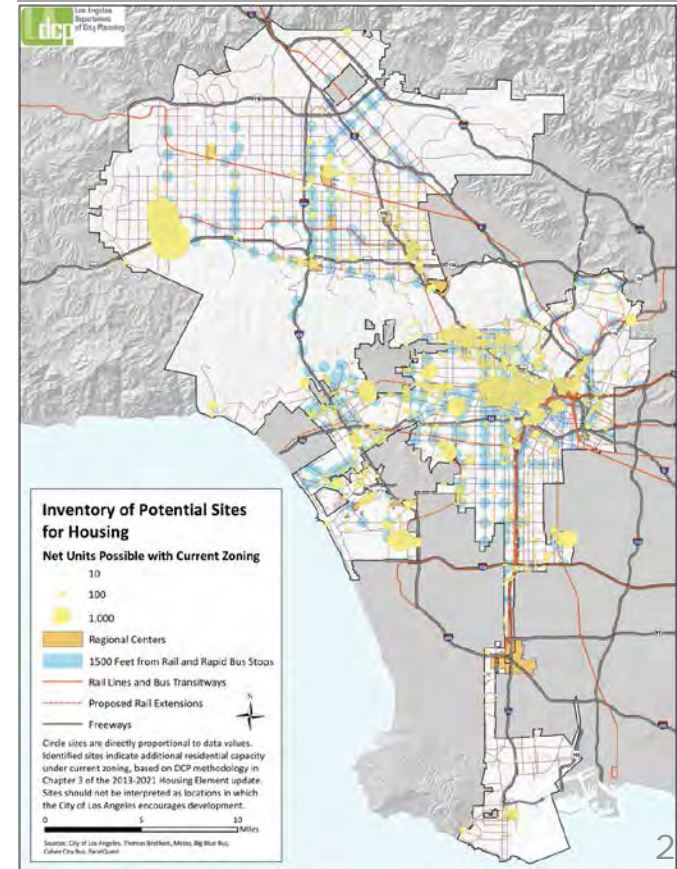 dcp
Los Angeles
Department
of City Planning
Inventory of Potential Sites
for Housing
Net Units Possible with Current Zoning
10
100
1,000
Regional Centers
1500 Feet from Rail and Rapid Bus Stops
Rail Lines and Bus Transitways
Proposed Rail Extensions
Freeways
N
Circle sites are directly proportional to data values.
Identified sites indicate additional residential capacity
under current zoning, based on DCP methodology in
Chapter 3 of the 2013-2021 Housing Element update.
Sites should not be interpreted as locations in which
the City of Los Angeles encourages development.
0 5 10
Miles
Sources: City of Los Angeles, Thomas Brothers, Metro, Big Blue Bus,
Culver City Bus, ParcelQuest
2